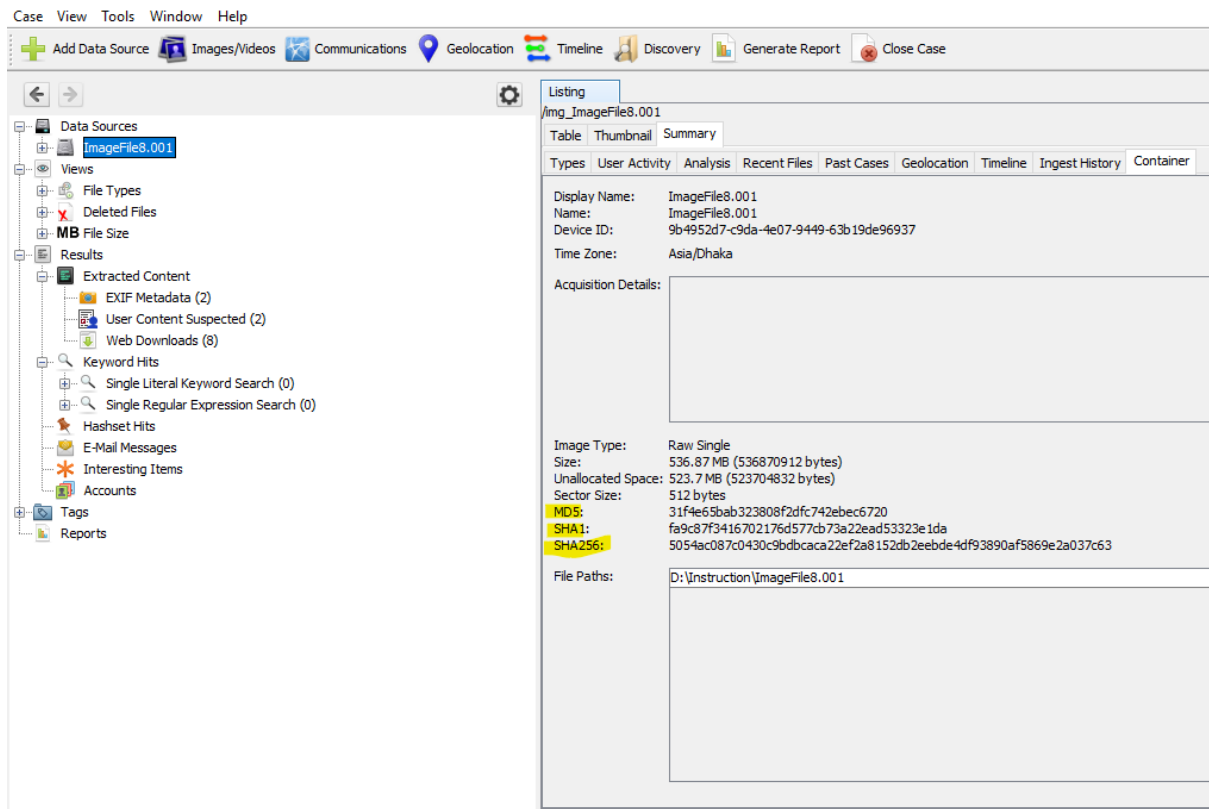 Case View Tools Window Help
Add Data Source Images/Videos Communications Geolocation Timeline Discovery Generate Report Close Case
Data Sources
ImageFile8.001
Views
File Types
Deleted Files
MB File Size
Results
Extracted Content
EXIF Metadata (2)
User Content Suspected (2)
Web Downloads (8)
Keyword Hits
Single Literal Keyword Search (0)
Single Regular Expression Search (0)
Hashset Hits
E-Mail Messages
Interesting Items
Accounts
Tags
Reports
Listing
/img_ImageFile8.001
Table Thumbnail Summary
Types User Activity Analysis Recent Files Past Cases Geolocation Timeline Ingest History Container
Display Name: ImageFile8.001
Name: ImageFile8.001
Device ID: 9b4952d7-c9da-4e07-9449-63b19de96937
Time Zone: Asia/Dhaka
Acquisition Details:
Image Type: Raw Single
Size: 536.87 MB (536870912 bytes)
Unallocated Space: 523.7 MB (523704832 bytes)
Sector Size: 512 bytes
MD5: 31f4e65bab323808f2dfc742ebec6720
SHA1: fa9c87f3416702176d577cb73a22ead53323e1da
SHA256: 5054ac087c0430c9bdbcaca22ef2a8152db2eebde4df93890af5869e2a037c63
File Paths: D:\Instruction\ImageFile8.001